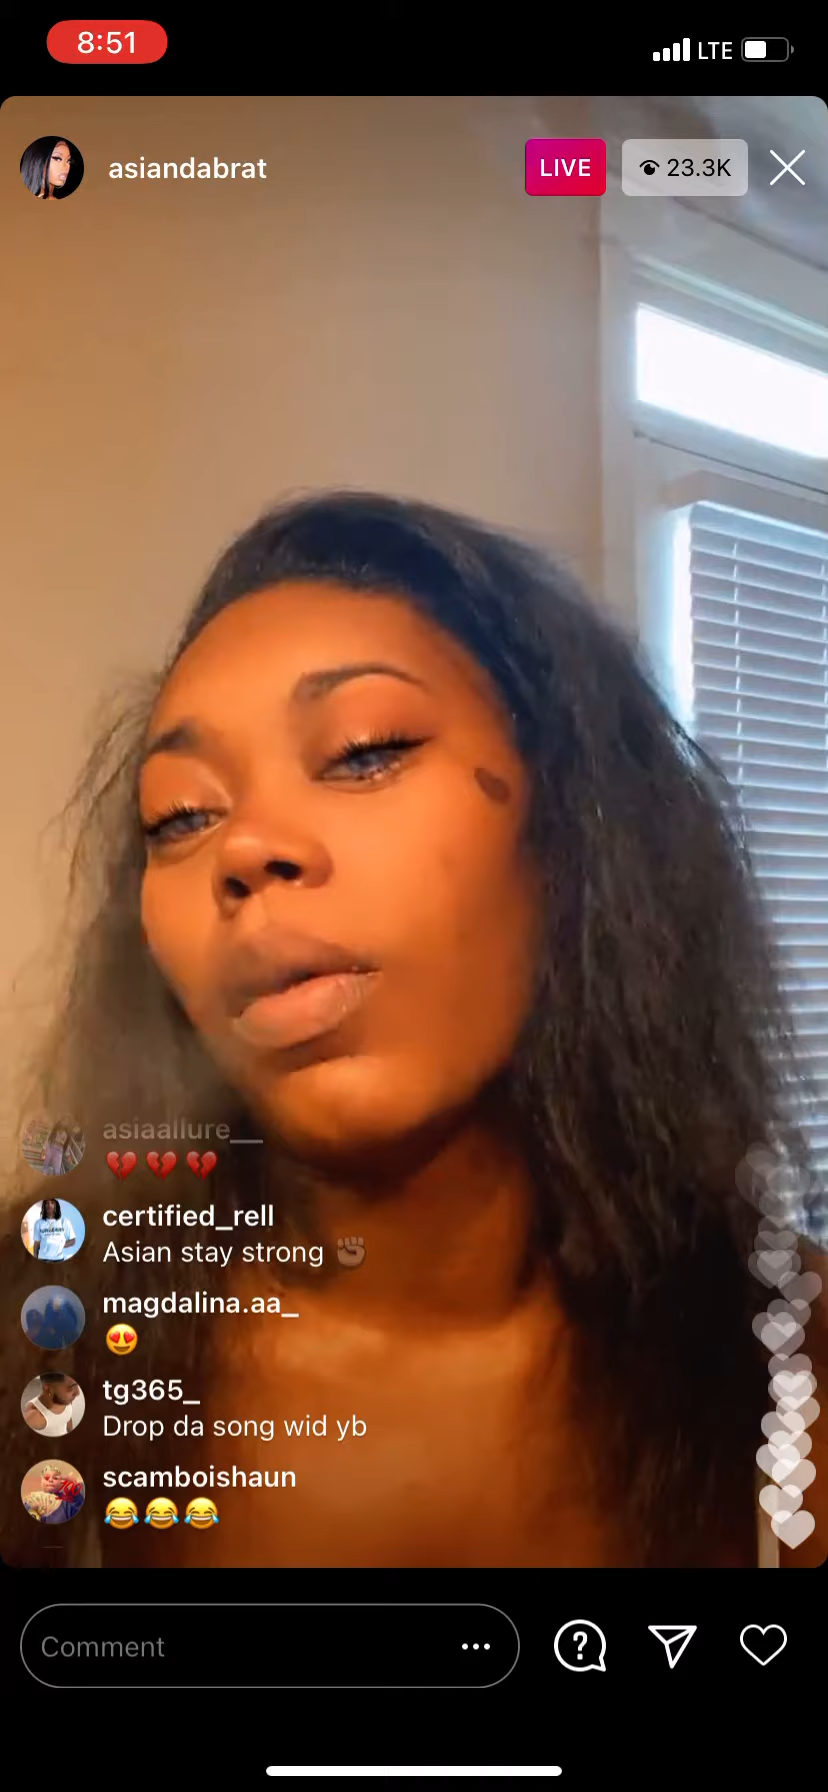 8:51
LTE
asiandabrat
LIVE
23.3K
asiaallure__
💔 💔 💔
certified_rell
Asian stay strong ✊🏾
magdalina.aa_
😍
tg365_
Drop da song wid yb
scamboishaun
😂😂😂
Comment